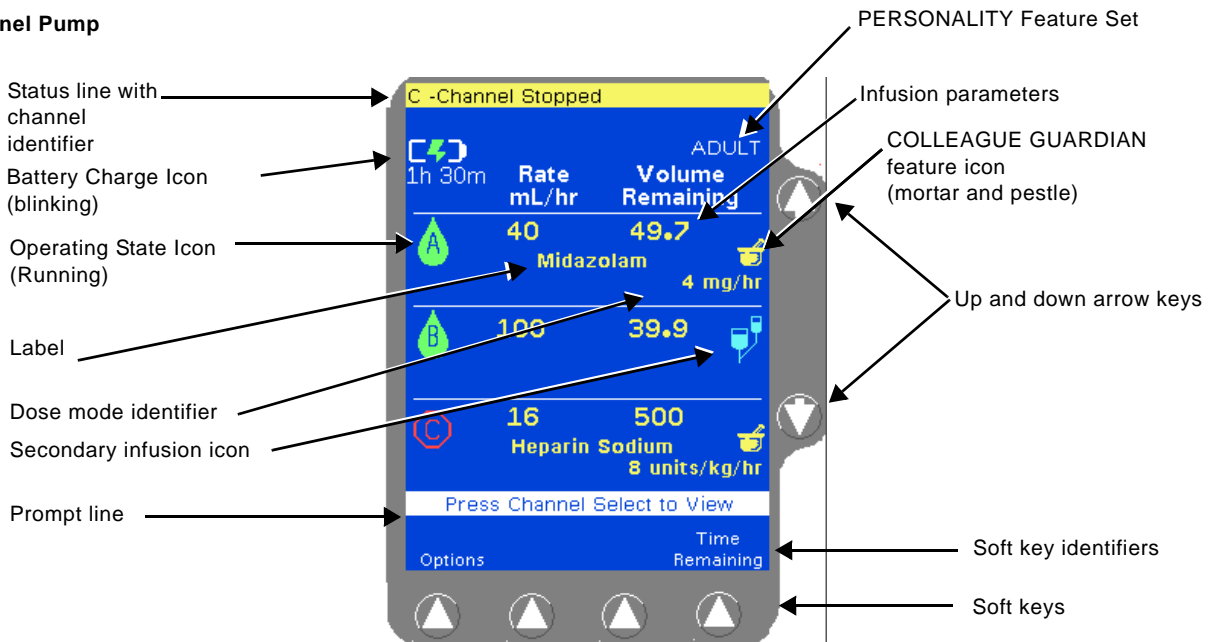 nel Pump
PERSONALITY Feature Set
Status line with
channel
identifier
Battery Charge Icon
(blinking)
Operating State Icon
(Running)
Label
Dose mode identifier
Secondary infusion icon
Prompt line
C -Channel Stopped
ADULT
1h 30m
Rate
mL/hr
Volume
Remaining
A
40
49.7
Midazolam
4 mg/hr
B
100
39.9
C
16
500
Heparin Sodium
8 units/kg/hr
Press Channel Select to View
Options
Time
Remaining
Infusion parameters
COLLEAGUE GUARDIAN
feature icon
(mortar and pestle)
Up and down arrow keys
Soft key identifiers
Soft keys